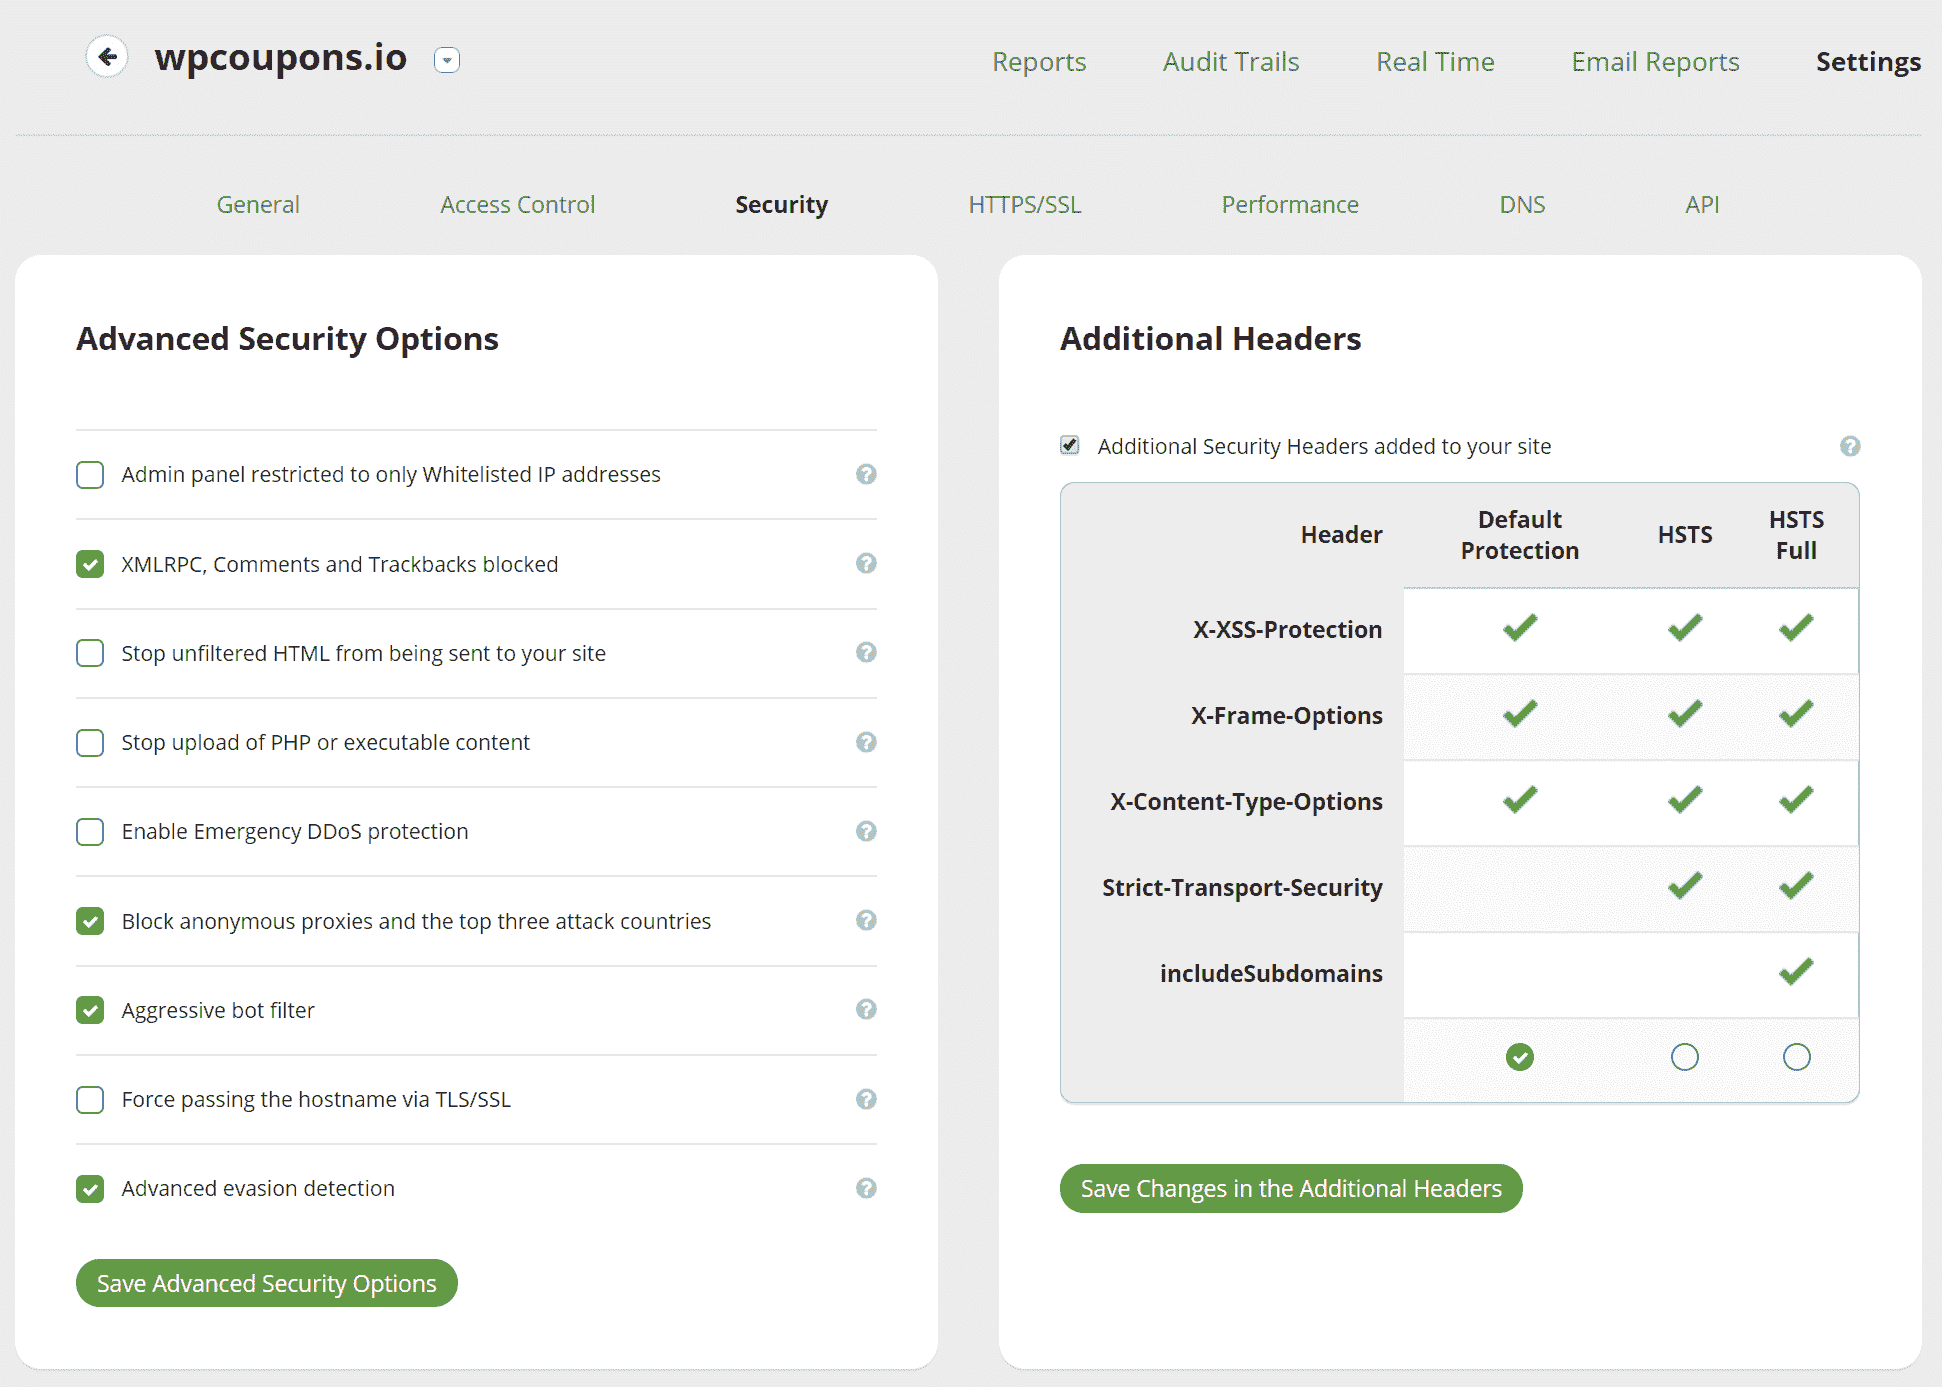 wpcoupons.io
Reports Audit Trails Real Time Email Reports Settings
General Access Control Security HTTPS/SSL Performance DNS API
Advanced Security Options
Admin panel restricted to only Whitelisted IP addresses ?
XMLRPC, Comments and Trackbacks blocked ?
Stop unfiltered HTML from being sent to your site ?
Stop upload of PHP or executable content ?
Enable Emergency DDoS protection ?
Block anonymous proxies and the top three attack countries ?
Aggressive bot filter ?
Force passing the hostname via TLS/SSL ?
Advanced evasion detection ?
Save Advanced Security Options
Additional Headers
Additional Security Headers added to your site ?
Header Default Protection HSTS HSTS Full
X-XSS-Protection
X-Frame-Options
X-Content-Type-Options
Strict-Transport-Security
includeSubdomains
Save Changes in the Additional Headers